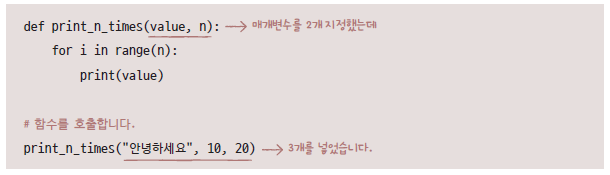 def print_n_times(value, n): → 매개변수를 2개 지정했는데
    for i in range(n):
        print(value)

# 함수를 호출합니다.
print_n_times("안녕하세요", 10, 20) → 3개를 넣었습니다.